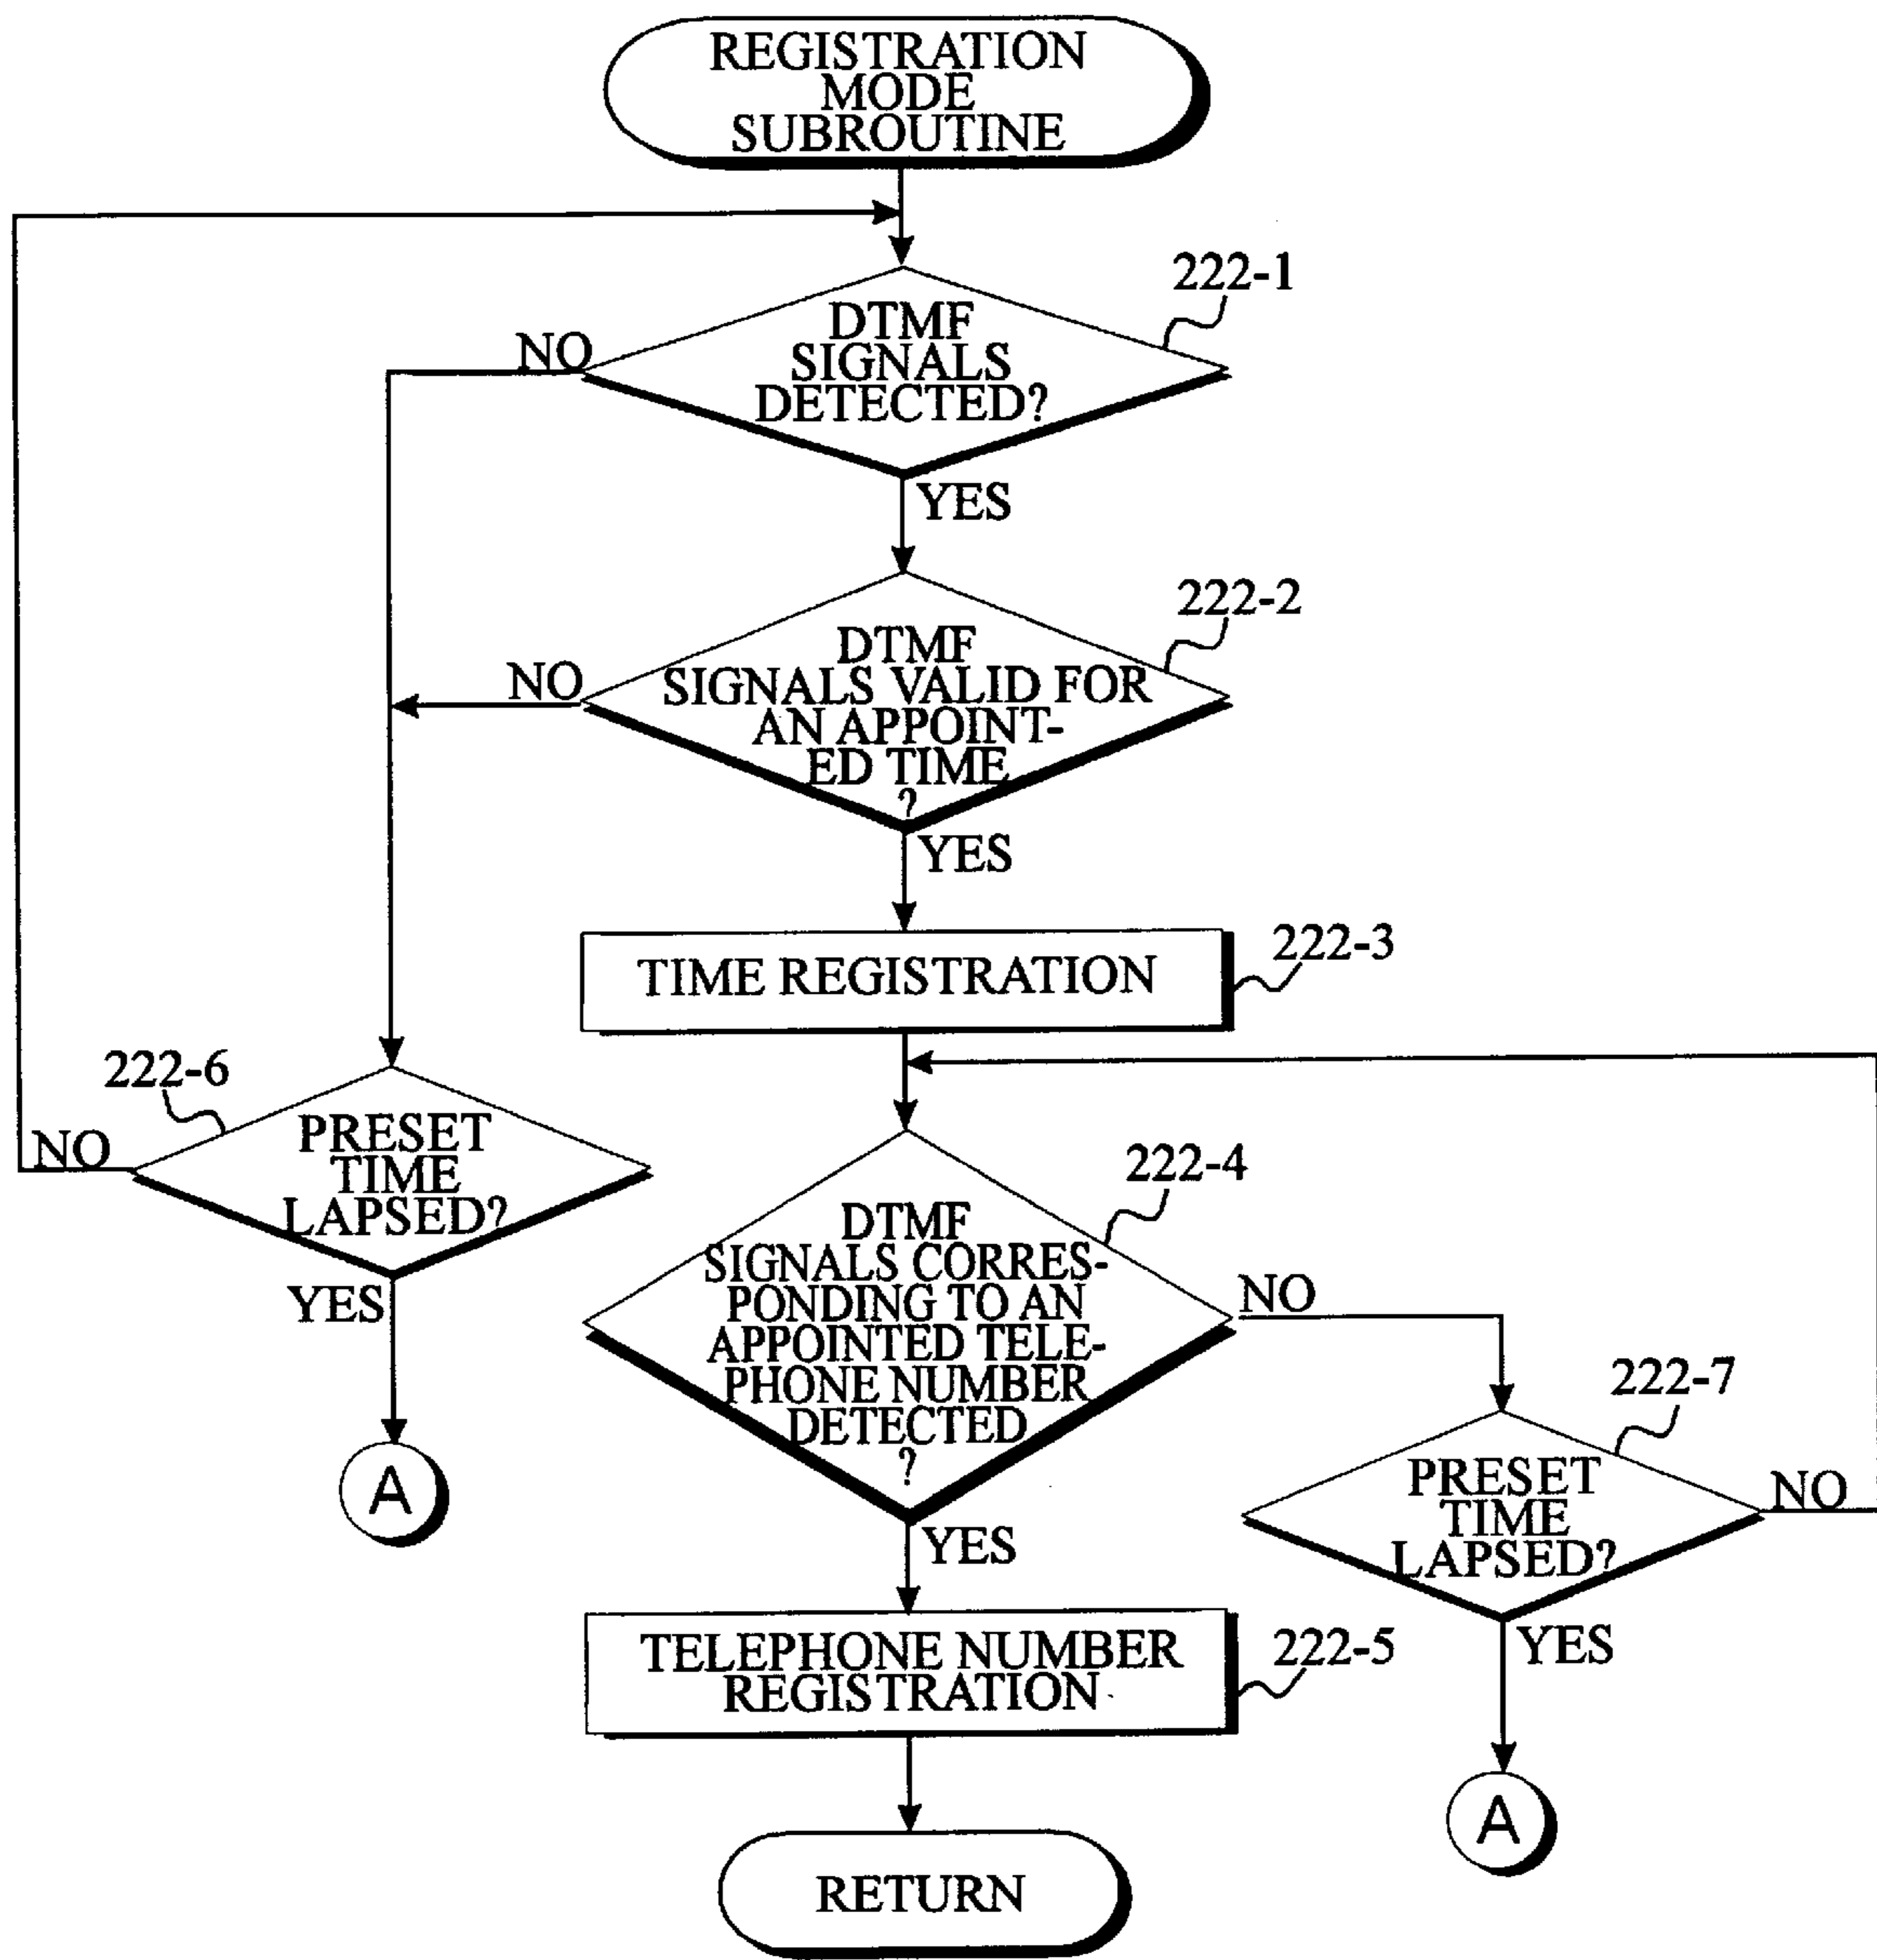 REGISTRATION
MODE
SUBROUTINE
222-1
DTMF
SIGNALS
DETECTED?
NO
YES
222-2
DTMF
SIGNALS VALID FOR
AN APPOINT-
ED TIME
?
NO
YES
222-3
TIME REGISTRATION
222-6
PRESET
TIME
LAPSED?
NO
YES
A
222-4
DTMF
SIGNALS CORRES-
PONDING TO AN
APPOINTED TELE-
PHONE NUMBER
DETECTED
?
NO
YES
222-7
PRESET
TIME
LAPSED?
NO
YES
A
TELEPHONE NUMBER
REGISTRATION
222-5
RETURN